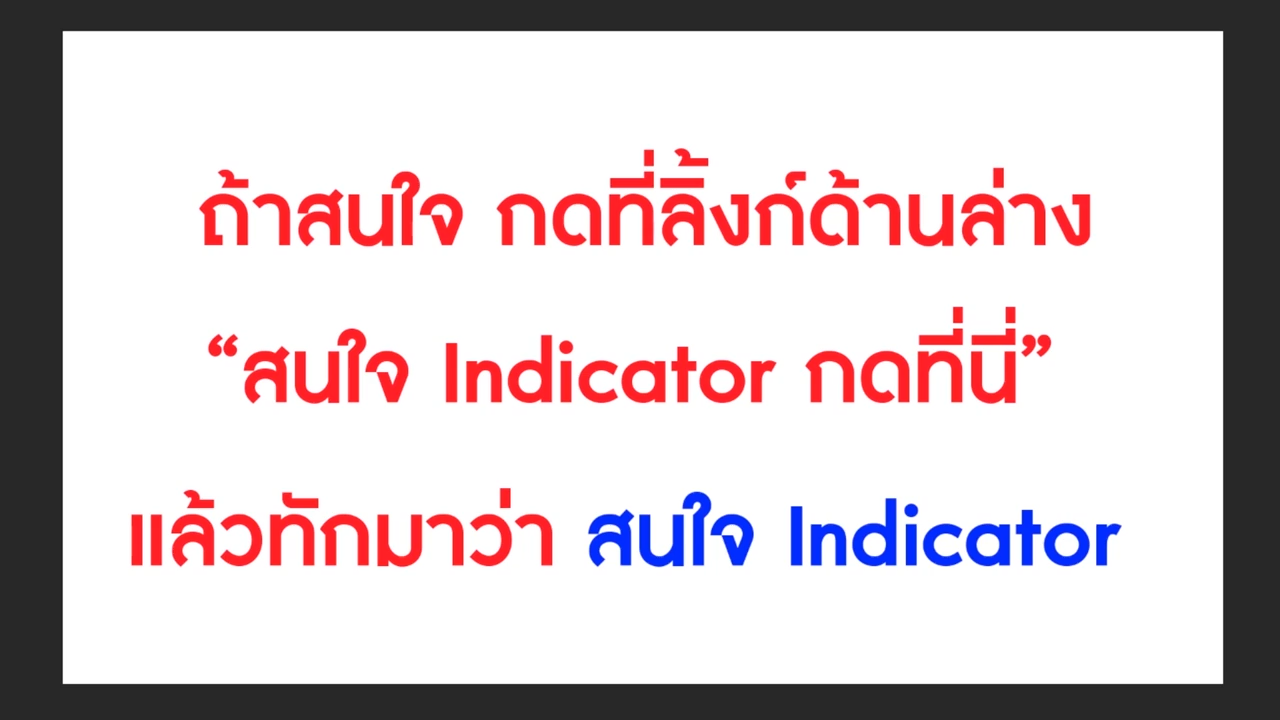 ถ้าสนใจ กดที่ลิ้งก์ด้านล่าง
“สนใจ Indicator กดที่นี่”
แล้วทักมาว่า สนใจ Indicator